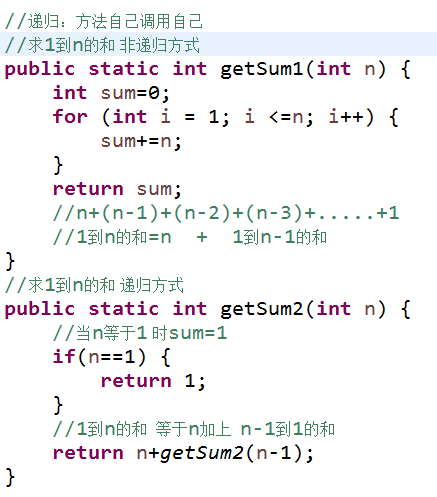 //递归：方法自己调用自己
//求1到n的和 非递归方式
public static int getSum1(int n) {
    int sum=0;
    for (int i = 1; i <=n; i++) {
        sum+=n;
    }
    return sum;
    //n+(n-1)+(n-2)+(n-3)+.....+1
    //1到n的和=n  +  1到n-1的和
}
//求1到n的和 递归方式
public static int getSum2(int n) {
    //当n等于1 时sum=1
    if(n==1) {
        return 1;
    }
    //1到n的和 等于n加上 n-1到1的和
    return n+getSum2(n-1);
}